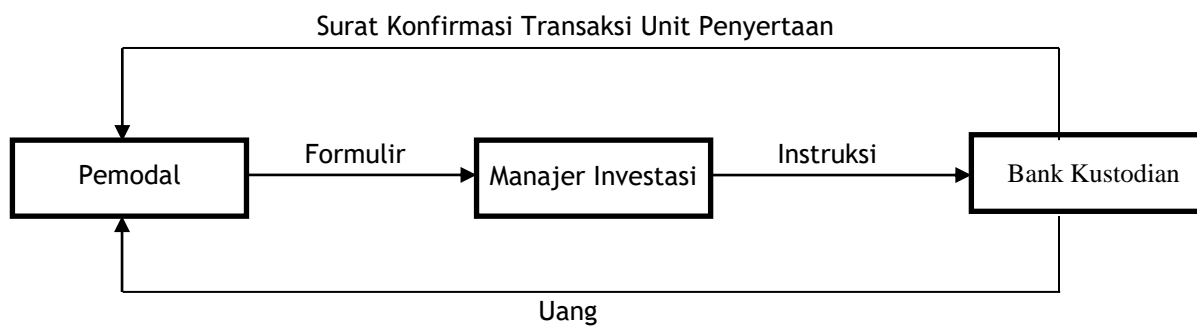 Surat Konfirmasi Transaksi Unit Penyertaan
Formulir
Instruksi
Pemodal
Manajer Investasi
Bank Kustodian
Uang